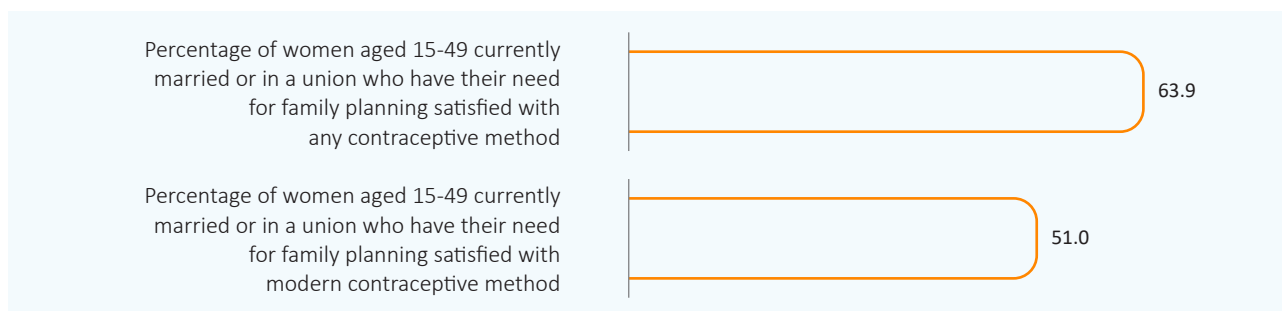 Percentage of women aged 15-49 currently
married or in a union who have their need
for family planning satisfied with
any contraceptive method
63.9
Percentage of women aged 15-49 currently
married or in a union who have their need
for family planning satisfied with
modern contraceptive method
51.0